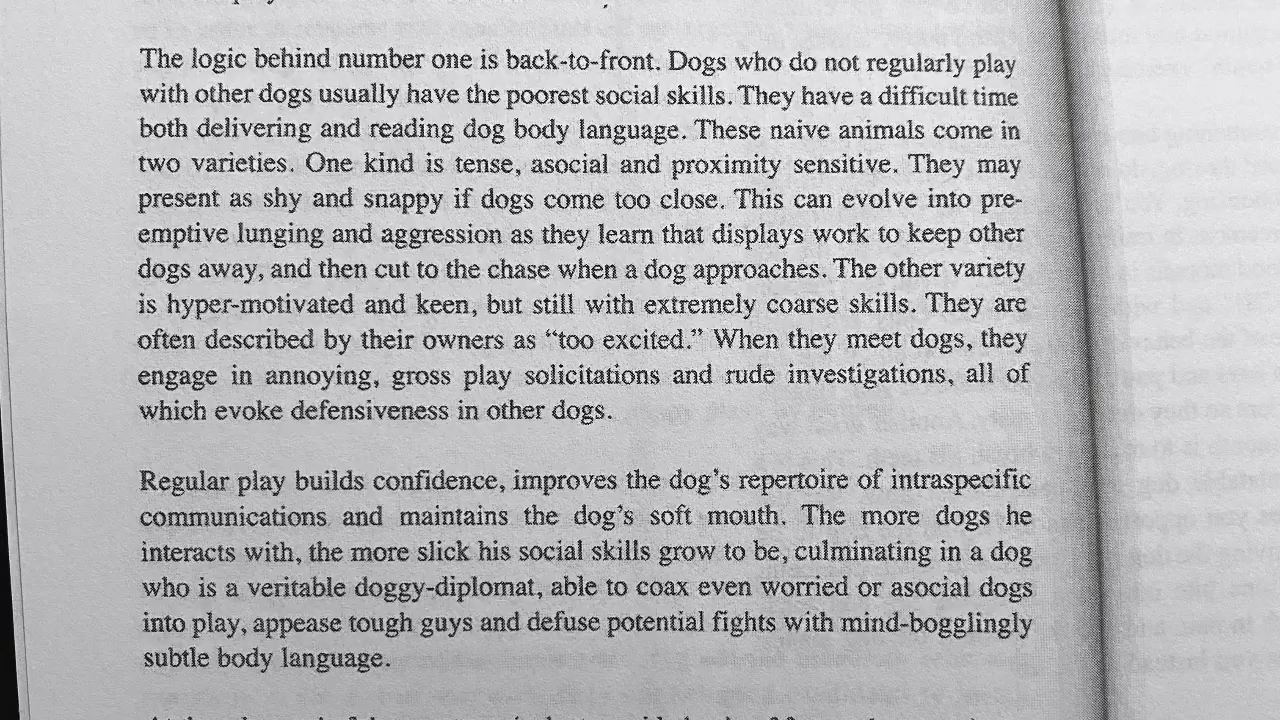 The logic behind number one is back-to-front. Dogs who do not regularly play
with other dogs usually have the poorest social skills. They have a difficult time
both delivering and reading dog body language. These naive animals come in
two varieties. One kind is tense, asocial and proximity sensitive. They may
present as shy and snappy if dogs come too close. This can evolve into pre-
emptive lunging and aggression as they learn that displays work to keep other
dogs away, and then cut to the chase when a dog approaches. The other variety
is hyper-motivated and keen, but still with extremely coarse skills. They are
often described by their owners as “too excited.” When they meet dogs, they
engage in annoying, gross play solicitations and rude investigations, all of
which evoke defensiveness in other dogs.
Regular play builds confidence, improves the dog’s repertoire of intraspecific
communications and maintains the dog’s soft mouth. The more dogs he
interacts with, the more slick his social skills grow to be, culminating in a dog
who is a veritable doggy-diplomat, able to coax even worried or asocial dogs
into play, appease tough guys and defuse potential fights with mind-bogglingly
subtle body language.